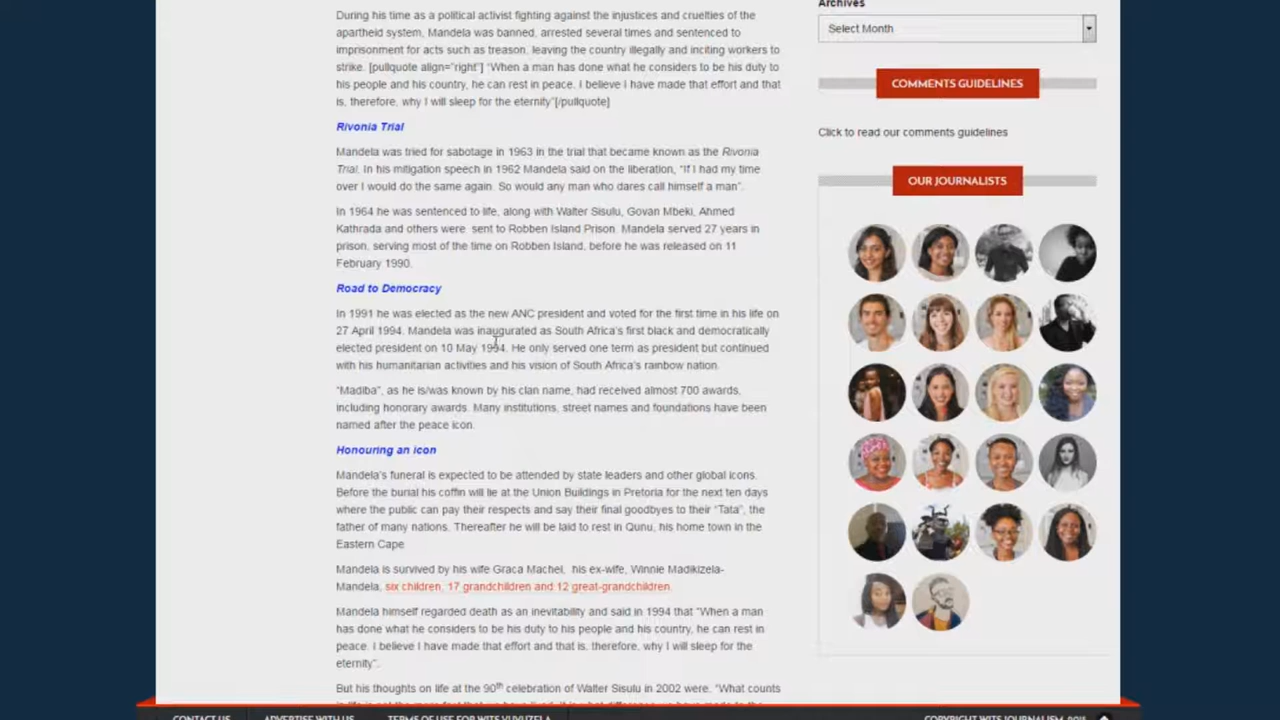 During his time as a political activist fighting against the injustices and cruelties of the
apartheid system, Mandela was banned, arrested several times and sentenced to
imprisonment for acts such as treason, leaving the country illegally and inciting workers to
strike. [pullquote align="right"] "When a man has done what he considers to be his duty to
his people and his country, he can rest in peace. I believe I have made that effort and that
is, therefore, why I will sleep for the eternity"[/pullquote]
Rivonia Trial
Mandela was tried for sabotage in 1963 in the trial that became known as the Rivonia
Trial. In his mitigation speech in 1962 Mandela said on the liberation, "If I had my time
over I would do the same again. So would any man who dares call himself a man".
In 1964 he was sentenced to life, along with Walter Sisulu, Govan Mbeki, Ahmed
Kathrada and others were sent to Robben Island Prison. Mandela served 27 years in
prison, serving most of the time on Robben Island, before he was released on 11
February 1990.
Road to Democracy
In 1991 he was elected as the new ANC president and voted for the first time in his life on
27 April 1994. Mandela was inaugurated as South Africa's first black and democratically
elected president on 10 May 1994. He only served one term as president but continued
with his humanitarian activities and his vision of South Africa's rainbow nation.
"Madiba", as he is/was known by his clan name, had received almost 700 awards,
including honorary awards. Many institutions, street names and foundations have been
named after the peace icon.
Honouring an icon
Mandela's funeral is expected to be attended by state leaders and other global icons.
Before the burial his coffin will lie at the Union Buildings in Pretoria for the next ten days
where the public can pay their respects and say their final goodbyes to their "Tata", the
father of many nations. Thereafter he will be laid to rest in Qunu, his home town in the
Eastern Cape
Mandela is survived by his wife Graca Machel, his ex-wife, Winnie Madikizela-
Mandela, six children, 17 grandchildren and 12 great-grandchildren.
Mandela himself regarded death as an inevitability and said in 1994 that "When a man
has done what he considers to be his duty to his people and his country, he can rest in
peace. I believe I have made that effort and that is, therefore, why I will sleep for the
eternity".
But his thoughts on life at the 90th celebration of Walter Sisulu in 2002 were, "What counts
Archives
Select Month
COMMENTS GUIDELINES
Click to read our comments guidelines
OUR JOURNALISTS
CONTACT US
ADVERTISE WITH US
TERMS OF USE FOR WITS VUVUZELA
COPYRIGHT WITS JOURNALISM, 2015